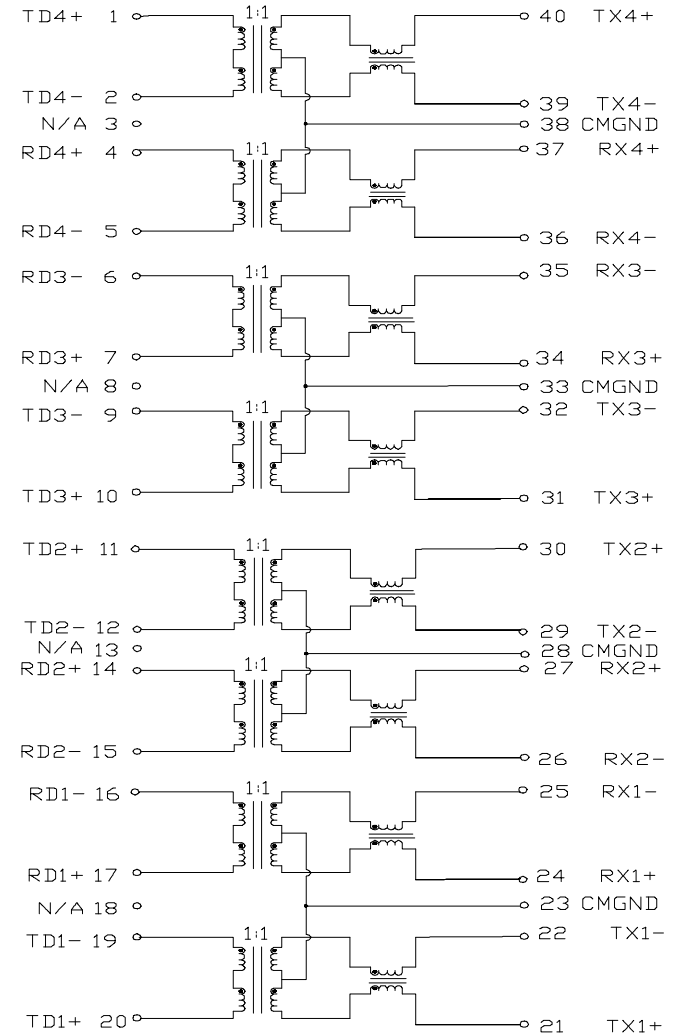 TD4+ 1 1:1 40 TX4+
TD4- 2 39 TX4-
N/A 3 38 CMGND
RD4+ 4 1:1 37 RX4+
RD4- 5 36 RX4-
RD3- 6 1:1 35 RX3-
RD3+ 7 34 RX3+
N/A 8 33 CMGND
TD3- 9 1:1 32 TX3-
TD3+ 10 31 TX3+
TD2+ 11 1:1 30 TX2+
TD2- 12 29 TX2-
N/A 13 28 CMGND
RD2+ 14 1:1 27 RX2+
RD2- 15 26 RX2-
RD1- 16 1:1 25 RX1-
RD1+ 17 24 RX1+
N/A 18 23 CMGND
TD1- 19 1:1 22 TX1-
TD1+ 20 21 TX1+